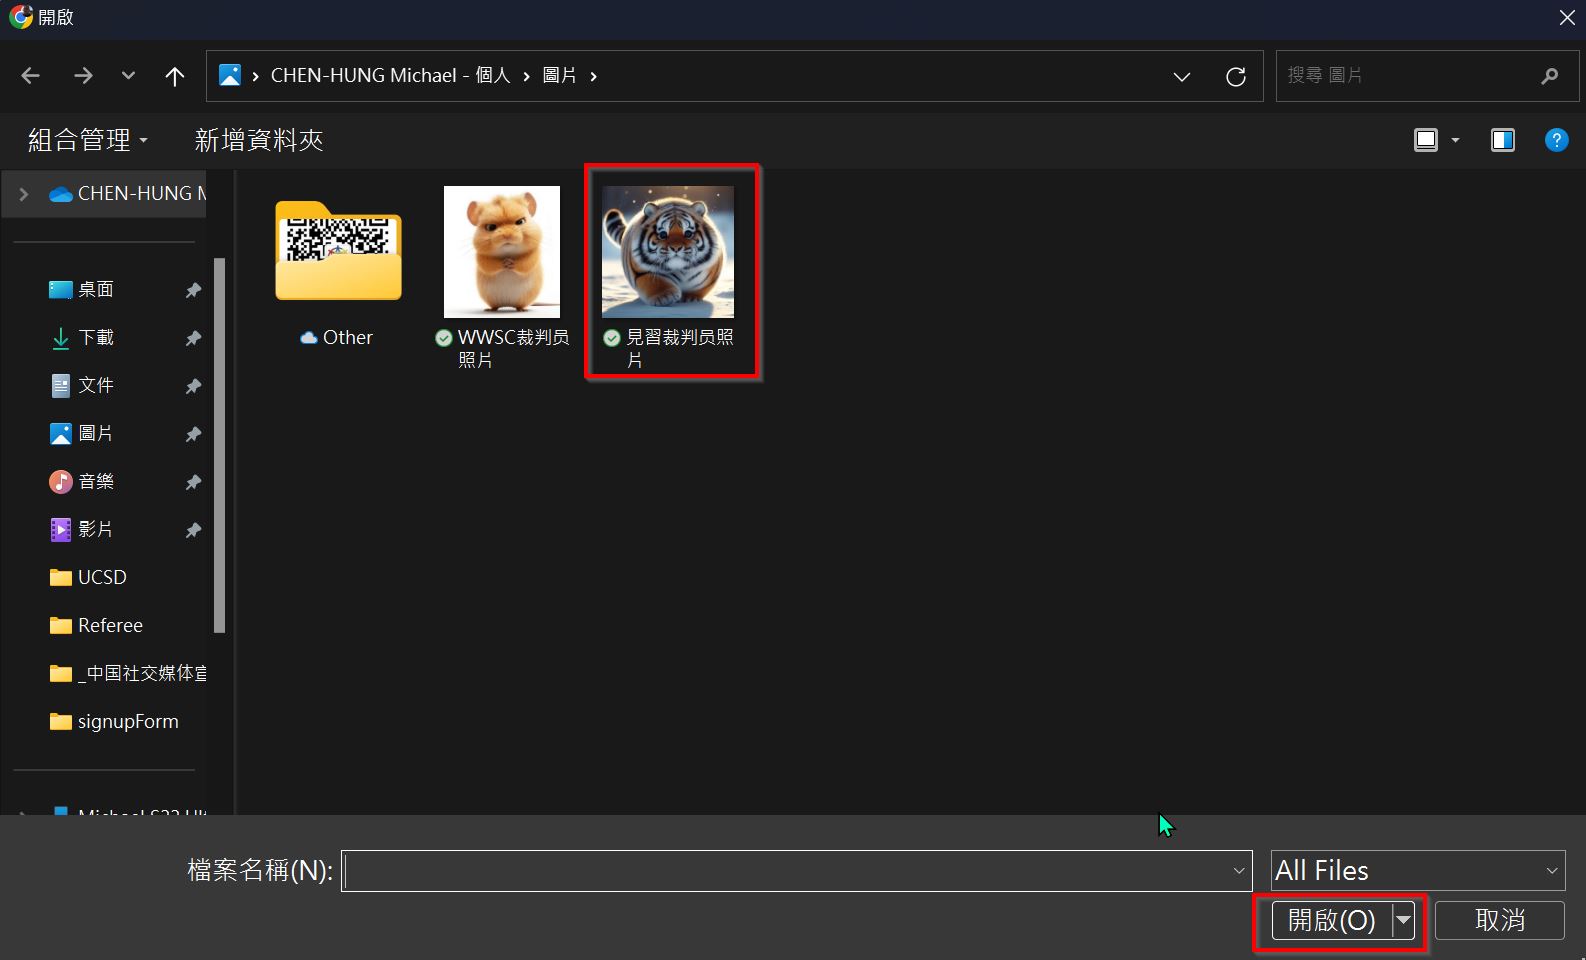 開啟
CHEN-HUNG Michael - 個人 › 圖片 ›
搜尋 圖片
組合管理
新增資料夾
CHEN-HUNG M
桌面
下載
文件
圖片
音樂
影片
UCSD
Referee
_中国社交媒体宣
signupForm
Other
WWSC裁判员
照片
見習裁判员照
片
檔案名稱(N):
All Files
開啟(O)
取消